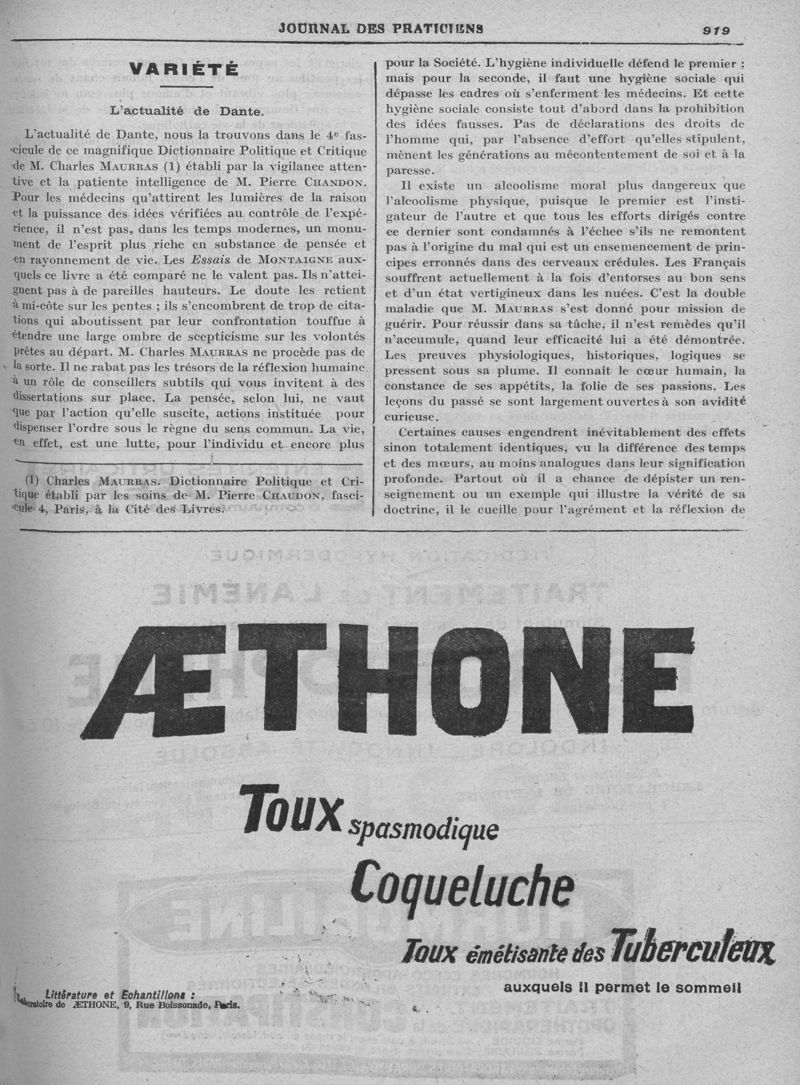 JOURNAL DES PRATICIENS 919
VARIÉTÉ
L'actualité de Dante.
L'actualité de Dante, nous la trouvons dans le 4e fas-
cicule de ce magnifique Dictionnaire Politique et Critique
de M. Charles MAURRAS (1) établi par la vigilance atten-
tive et la patiente intelligence de M. Pierre CHANDON.
Pour les médecins qu'attirent les lumières de la raison
et la puissance des idées vérifiées au contrôle de l'expé-
rience, il n'est pas, dans les temps modernes, un monu-
ment de l'esprit plus riche en substance de pensée et
en rayonnement de vie. Les Essais de MONTAIGNE aux-
quels ce livre a été comparé ne le valent pas. Ils n'attei-
gnent pas à de pareilles hauteurs. Le doute les retient
à mi-côte sur les pentes ; ils s'encombrent de trop de cita-
tions qui aboutissent par leur confrontation touffue à
étendre une large ombre de scepticisme sur les volontés
prêtes au départ. M. Charles MAURRAS ne procède pas de
la sorte. Il ne rabat pas les trésors de la réflexion humaine
à un rôle de conseillers subtils qui vous invitent à des
dissertations sur place. La pensée, selon lui, ne vaut
que par l'action qu'elle suscite, actions instituée pour
dispenser l'ordre sous le règne du sens commun. La vie,
en effet, est une lutte, pour l'individu et encore plus
(1) Charles MAURRAS. Dictionnaire Politique et Cri-
tique établi par les soins de M. Pierre CHAUDON, fasci-
cule 4, Paris, à la Cité des Livres.
pour la Société. L'hygiène individuelle défend le premier ;
mais pour la seconde, il faut une hygiène sociale qui
dépasse les cadres où s'enferment les médecins. Et cette
hygiène sociale consiste tout d'abord dans la prohibition
des idées fausses. Pas de déclarations des droits de
l'homme qui, par l'absence d'effort qu'elles stipulent,
mènent les générations au mécontentement de soi et à la
paresse.
Il existe un alcoolisme moral plus dangereux que
l'alcoolisme physique, puisque le premier est l'insti-
gateur de l'autre et que tous les efforts dirigés contre
ce dernier sont condamnés à l'échec s'ils ne remontent
pas à l'origine du mal qui est un ensemencement de prin-
cipes erronnés dans des cerveaux crédules. Les Français
souffrent actuellement à la fois d'entorses au bon sens
et d'un état vertigineux dans les nuées. C'est la double
maladie que M. MAURRAS s'est donné pour mission de
guérir. Pour réussir dans sa tâche, il n'est remèdes qu'il
n'accumule, quand leur efficacité lui a été démontrée.
Les preuves physiologiques, historiques, logiques se
pressent sous sa plume. Il connaît le cœur humain, la
constance de ses appétits, la folie de ses passions. Les
leçons du passé se sont largement ouvertes à son avidité
curieuse.
Certaines causes engendrent inévitablement des effets
sinon totalement identiques, vu la différence des temps
et des mœurs, au moins analogues dans leur signification
profonde. Partout où il a chance de dépister un ren-
seignement ou un exemple qui illustre la vérité de sa
doctrine, il le cueille pour l'agrément et la réflexion de
ÆTHONE
Toux spasmodique
Coqueluche
Toux émétisante des Tuberculeux
auxquels il permet le sommeil
Littérature et Echantillons :
Laboratoire de ÆTHONE, 9, Rue Boissonade, Paris.